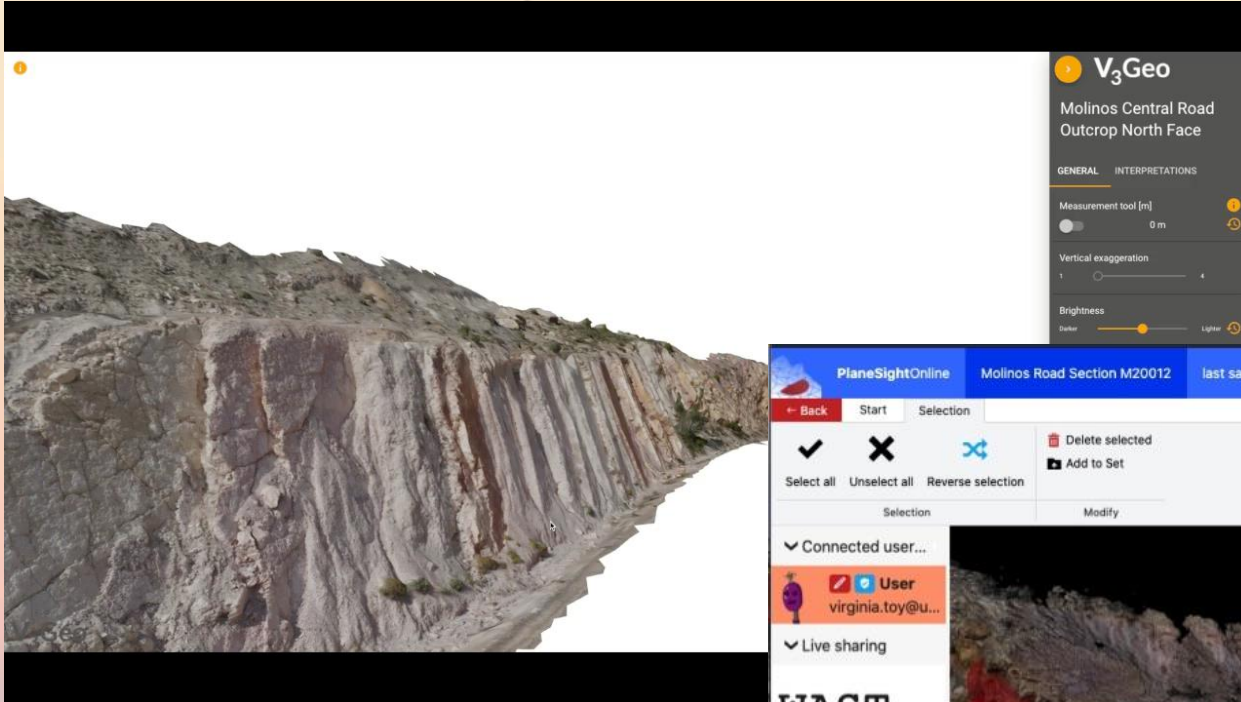 V3Geo
Molinos Central Road
Outcrop North Face
GENERAL INTERPRETATIONS
Measurement tool [m]
0 m
Vertical exaggeration
1 4
Brightness
Darker Lighter
PlaneSightOnline Molinos Road Section M20012 last sa
← Back Start Selection
Select all Unselect all Reverse selection
Delete selected
Add to Set
Selection Modify
Connected user...
User
virginia.toy@u...
Live sharing